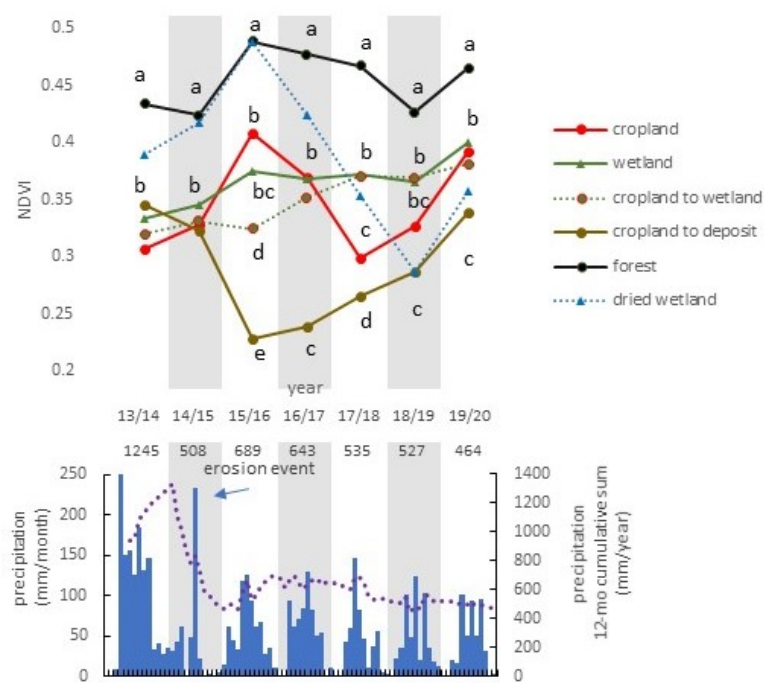 0.5
0.45
0.4
0.35
0.3
0.25
0.2
NDVI
a
a
a
a
a
a
a
b
b
b
b
b
b
b
bc
d
e
c
c
d
bc
c
c
cropland
wetland
cropland to wetland
cropland to deposit
forest
dried wetland
year
13/14 14/15 15/16 16/17 17/18 18/19 19/20
1245 508 689 643 535 527 464
erosion event
250
200
150
100
50
0
precipitation
(mm/month)
1400
1200
1000
800
600
400
200
0
precipitation
12-mo cumulative sum
(mm/year)